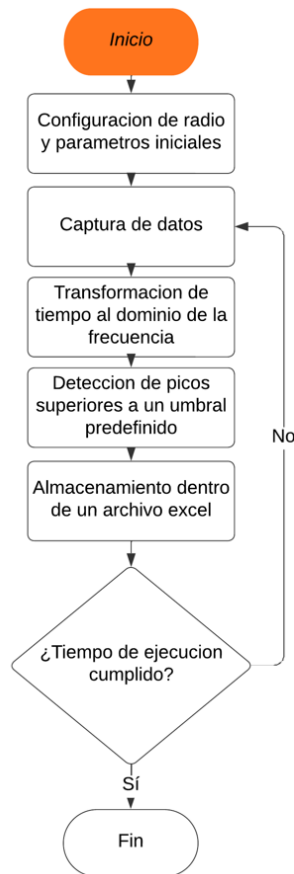 Inicio
Configuracion de radio
y parametros iniciales
Captura de datos
Transformacion de
tiempo al dominio de la
frecuencia
Deteccion de picos
superiores a un umbral
predefinido
No
Almacenamiento dentro
de un archivo excel
¿Tiempo de ejecucion
cumplido?
Sí
Fin